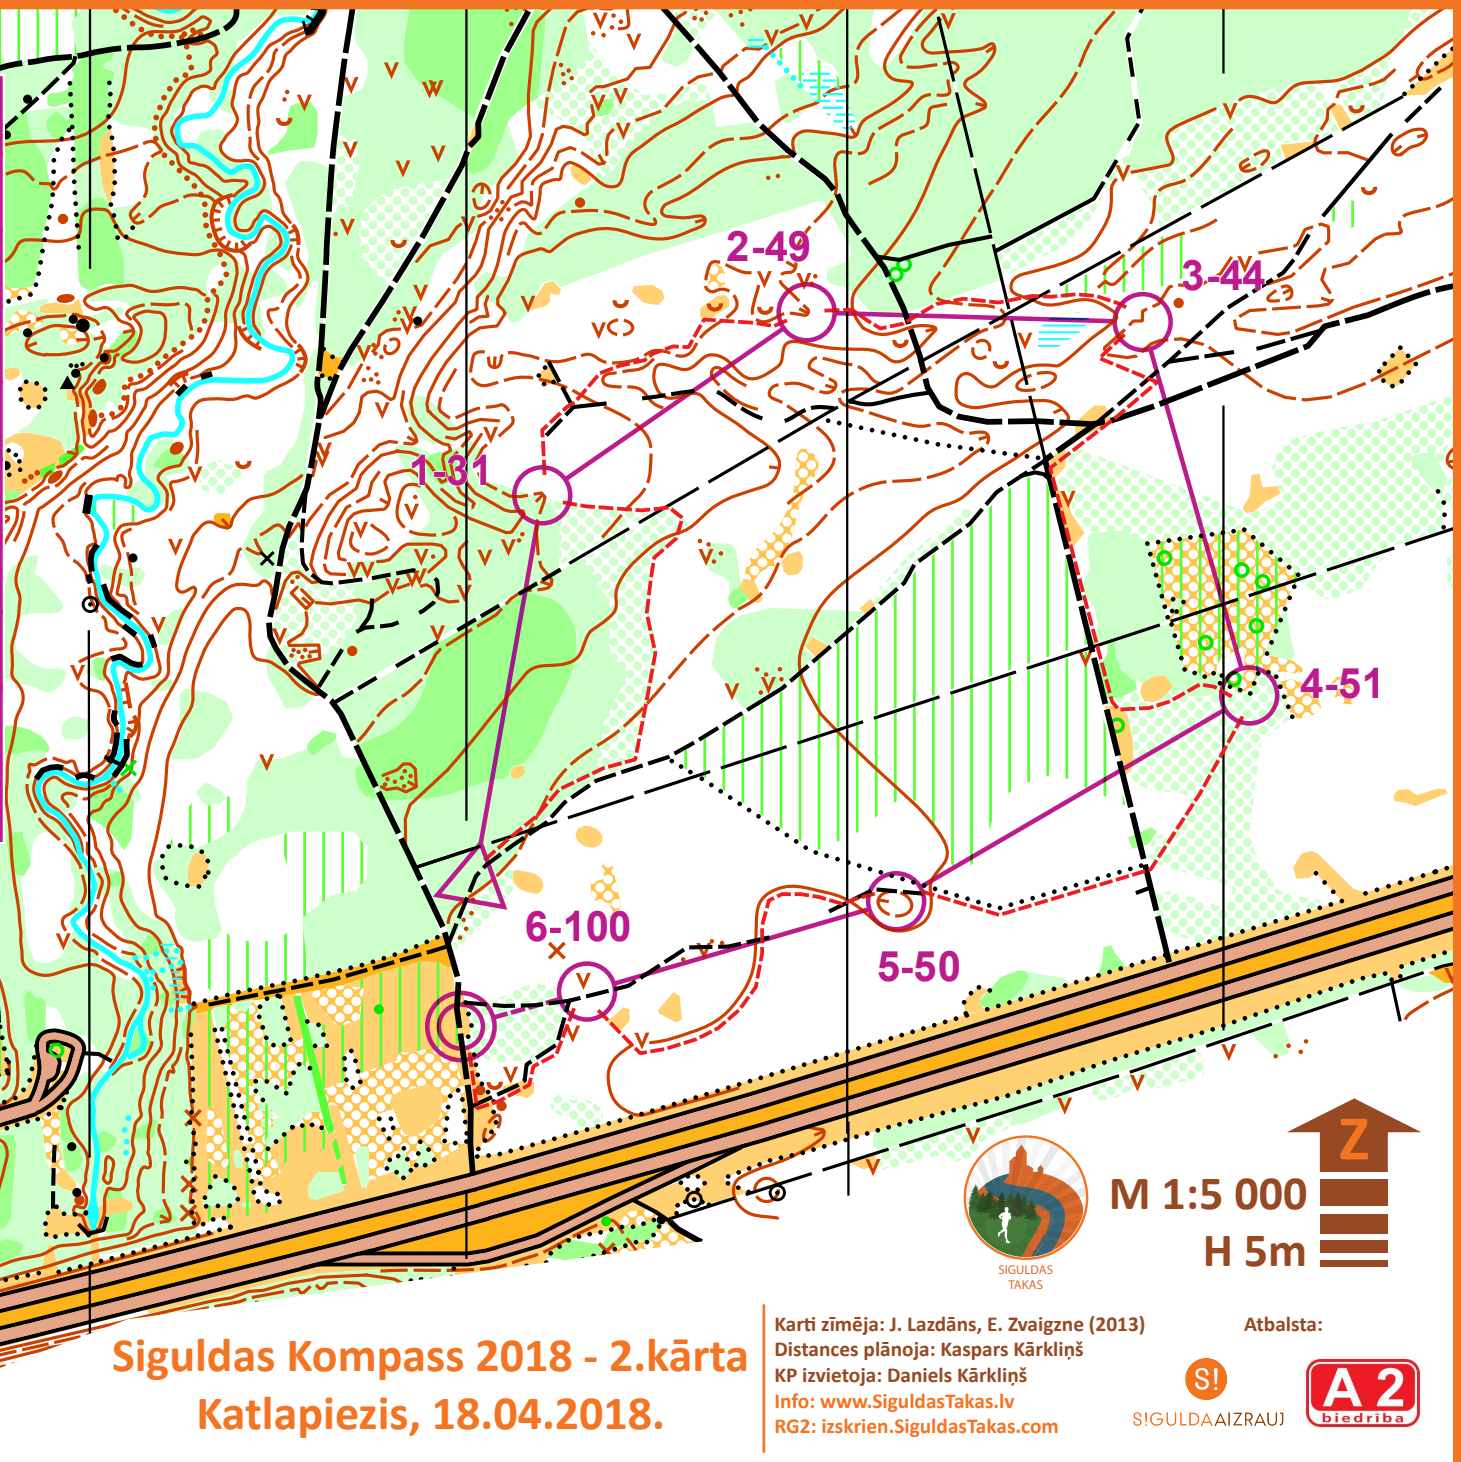 2-49
3-44
1-31
4-51
6-100
5-50
Z
M 1:5 000
H 5m
SIGULDAS
TAKAS
Siguldas Kompass 2018 - 2.kārta
Katlapiezis, 18.04.2018.
Karti zīmēja: J. Lazdāns, E. Zvaigzne (2013)
Distances plānoja: Kaspars Kārkliņš
KP izvietoja: Daniels Kārkliņš
Info: www.SiguldasTakas.lv
RG2: izskrien.SiguldasTakas.com
Atbalsta:
S!
S!GULDAAIZRAUJ
A 2
biedrība